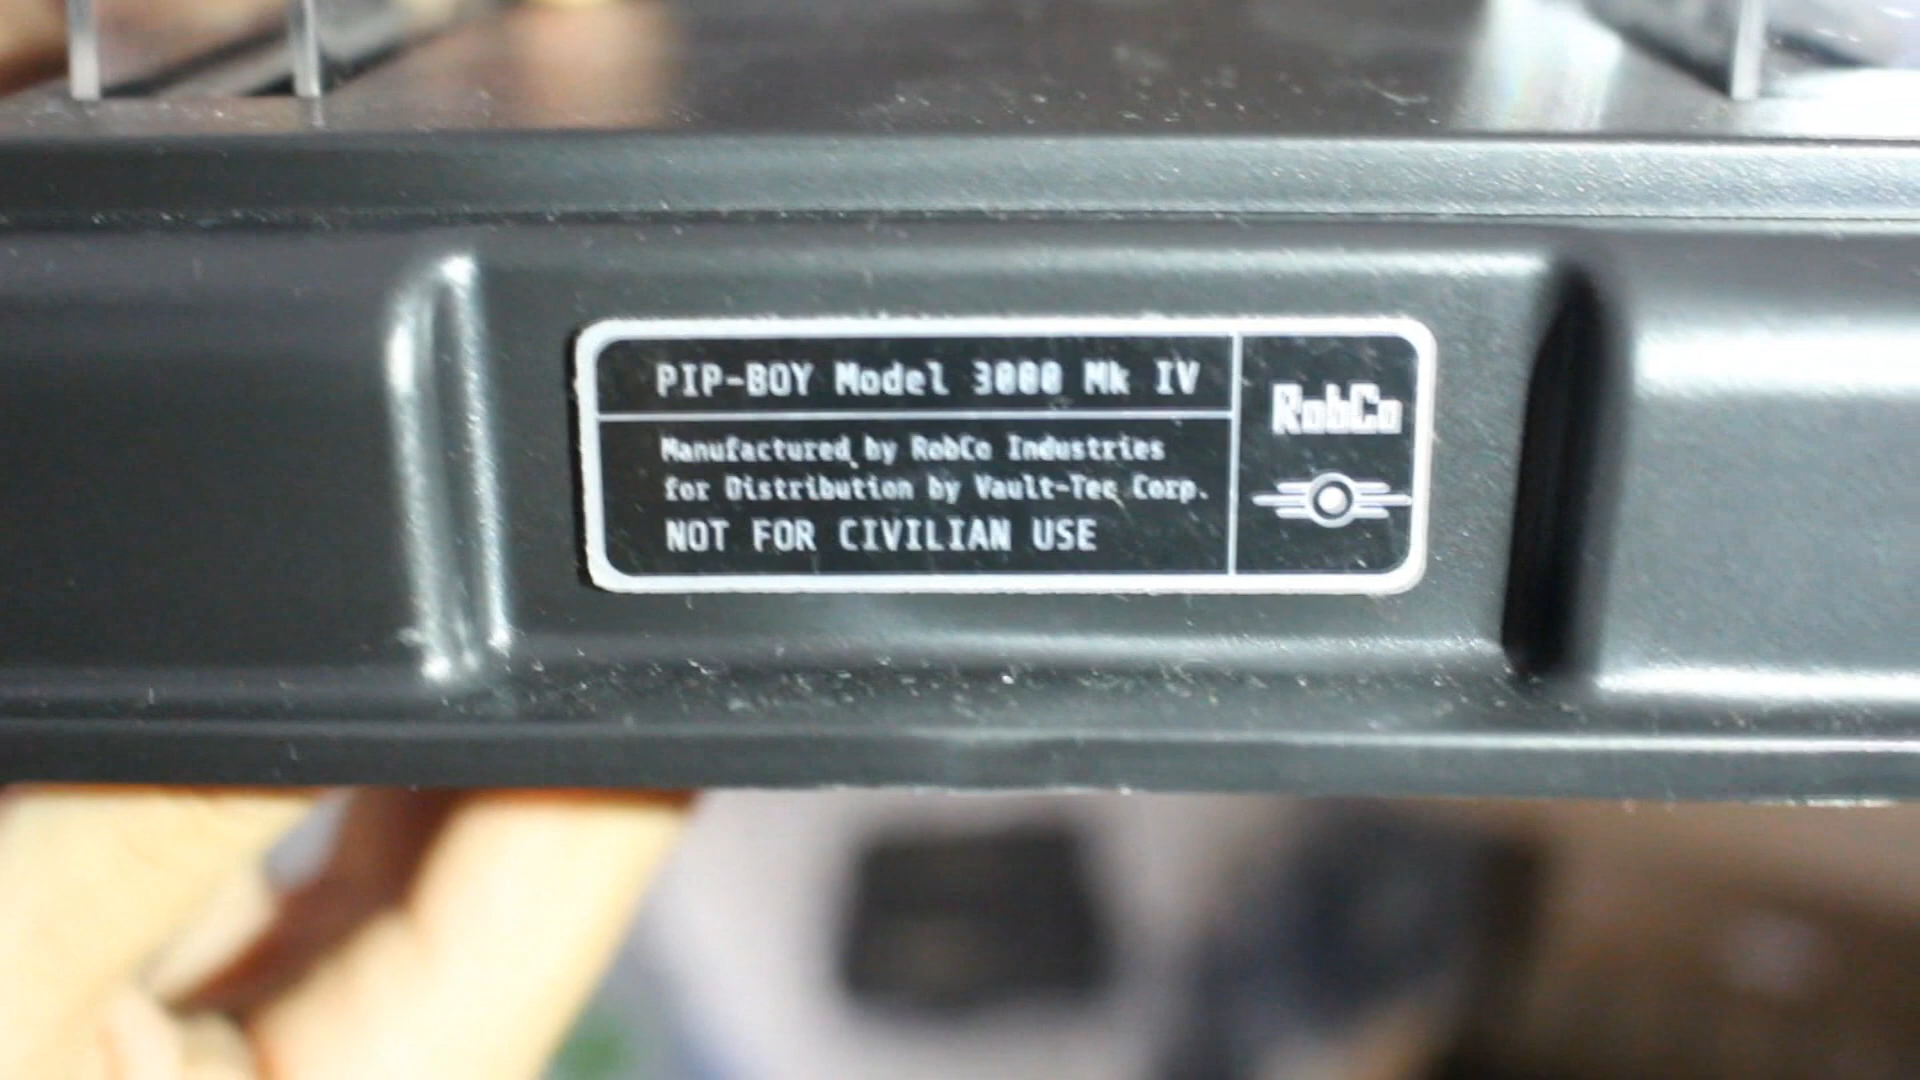 PIP-BOY Model 3000 Mk IV
Manufactured by RobCo Industries
for Distribution by Vault-Tec Corp.
NOT FOR CIVILIAN USE
RobCo